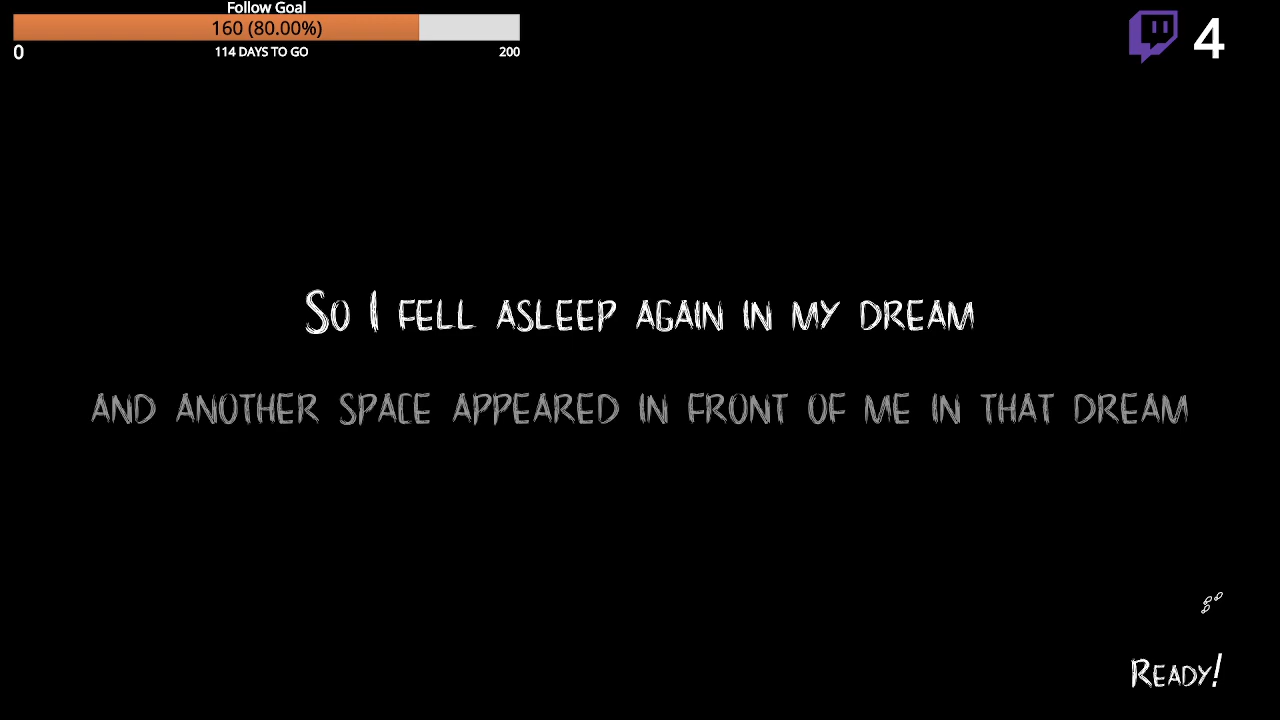 Follow Goal
160 (80.00%)
0 114 DAYS TO GO 200
4
So I fell asleep again in my dream
and another space appeared in front of me in that dream
Ready!